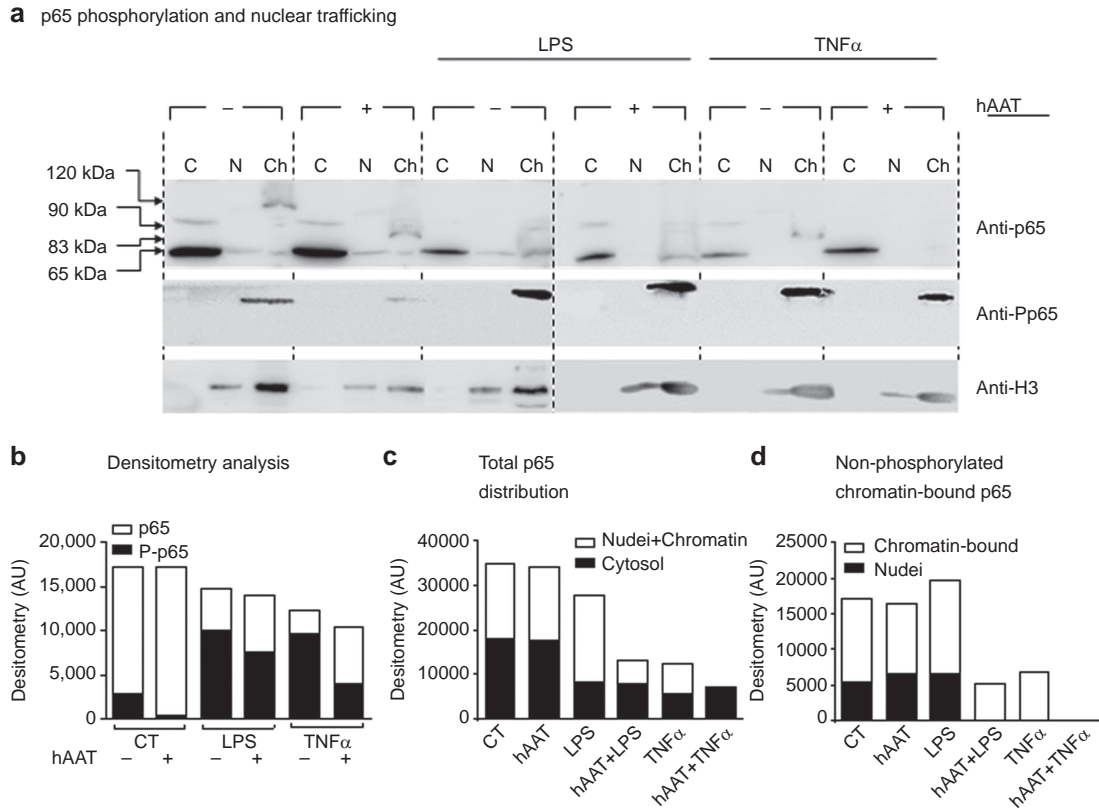 a p65 phosphorylation and nuclear trafficking
LPS TNFα
– + – + – + hAAT
C N Ch C N Ch C N Ch C N Ch C N Ch C N Ch
120 kDa
90 kDa
83 kDa
65 kDa
Anti-p65
Anti-Pp65
Anti-H3
b Densitometry analysis
p65
P-p65
Desitometry (AU)
20,000
15,000
10,000
5,000
0
CT LPS TNFα
hAAT – + – + – +
c Total p65
distribution
Nudei+Chromatin
Cytosol
Desitometry (AU)
40000
30000
20000
10000
0
CT
hAAT
LPS
hAAT+LPS
TNFα
hAAT+TNFα
d Non-phosphorylated
chromatin-bound p65
Chromatin-bound
Nudei
Desitometry (AU)
25000
20000
15000
10000
5000
0
CT
hAAT
LPS
hAAT+LPS
TNFα
hAAT+TNFα